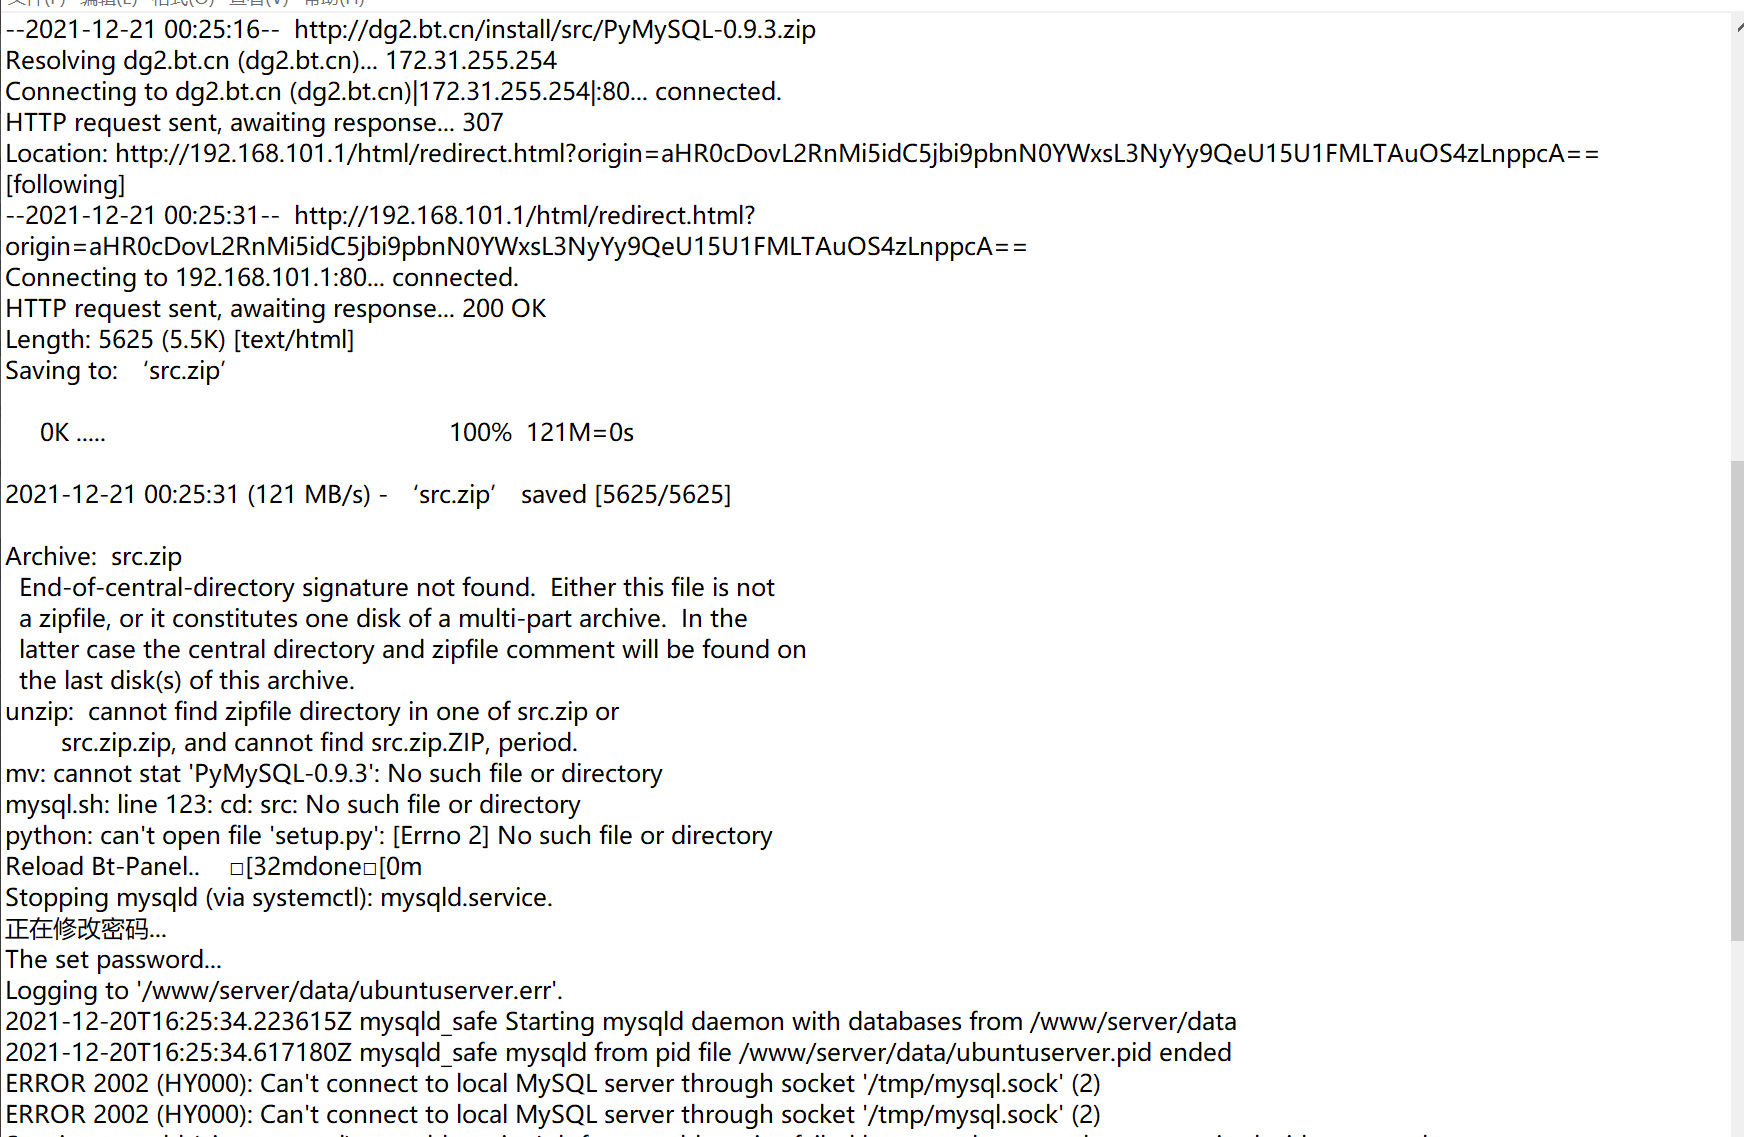 --2021-12-21 00:25:16--  http://dg2.bt.cn/install/src/PyMySQL-0.9.3.zip
Resolving dg2.bt.cn (dg2.bt.cn)... 172.31.255.254
Connecting to dg2.bt.cn (dg2.bt.cn)|172.31.255.254|:80... connected.
HTTP request sent, awaiting response... 307
Location: http://192.168.101.1/html/redirect.html?origin=aHR0cDovL2RnMi5idC5jbi9pbnN0YWxsL3NyYy9QeU15U1FMLTAuOS4zLnppcA==
[following]
--2021-12-21 00:25:31--  http://192.168.101.1/html/redirect.html?
origin=aHR0cDovL2RnMi5idC5jbi9pbnN0YWxsL3NyYy9QeU15U1FMLTAuOS4zLnppcA==
Connecting to 192.168.101.1:80... connected.
HTTP request sent, awaiting response... 200 OK
Length: 5625 (5.5K) [text/html]
Saving to: ‘src.zip’
0K ..... 100%  121M=0s
2021-12-21 00:25:31 (121 MB/s) - ‘src.zip’ saved [5625/5625]
Archive:  src.zip
End-of-central-directory signature not found.  Either this file is not
a zipfile, or it constitutes one disk of a multi-part archive.  In the
latter case the central directory and zipfile comment will be found on
the last disk(s) of this archive.
unzip:  cannot find zipfile directory in one of src.zip or
src.zip.zip, and cannot find src.zip.ZIP, period.
mv: cannot stat 'PyMySQL-0.9.3': No such file or directory
mysql.sh: line 123: cd: src: No such file or directory
python: can't open file 'setup.py': [Errno 2] No such file or directory
Reload Bt-Panel.. □[32mdone□[0m
Stopping mysqld (via systemctl): mysqld.service.
正在修改密码...
The set password...
Logging to '/www/server/data/ubuntuserver.err'.
2021-12-20T16:25:34.223615Z mysqld_safe Starting mysqld daemon with databases from /www/server/data
2021-12-20T16:25:34.617180Z mysqld_safe mysqld from pid file /www/server/data/ubuntuserver.pid ended
ERROR 2002 (HY000): Can't connect to local MySQL server through socket '/tmp/mysql.sock' (2)
ERROR 2002 (HY000): Can't connect to local MySQL server through socket '/tmp/mysql.sock' (2)